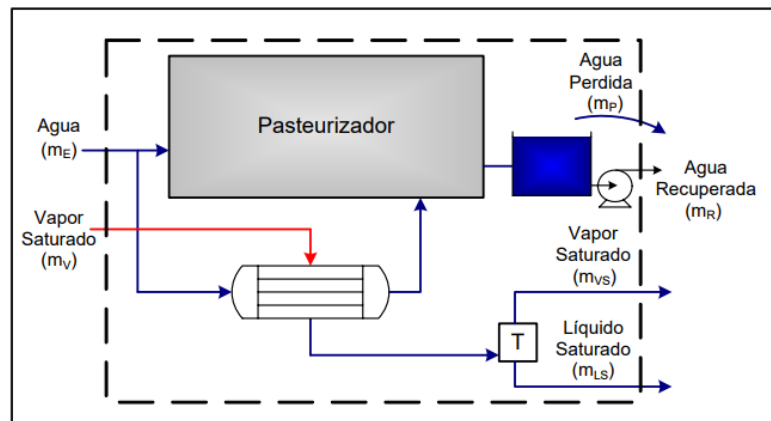 Agua
Perdida
(mP)
Pasteurizador
Agua
(mE)
Agua
Recuperada
(mR)
Vapor
Saturado
(mV)
Vapor
Saturado
(mVS)
T
Líquido
Saturado
(mLS)